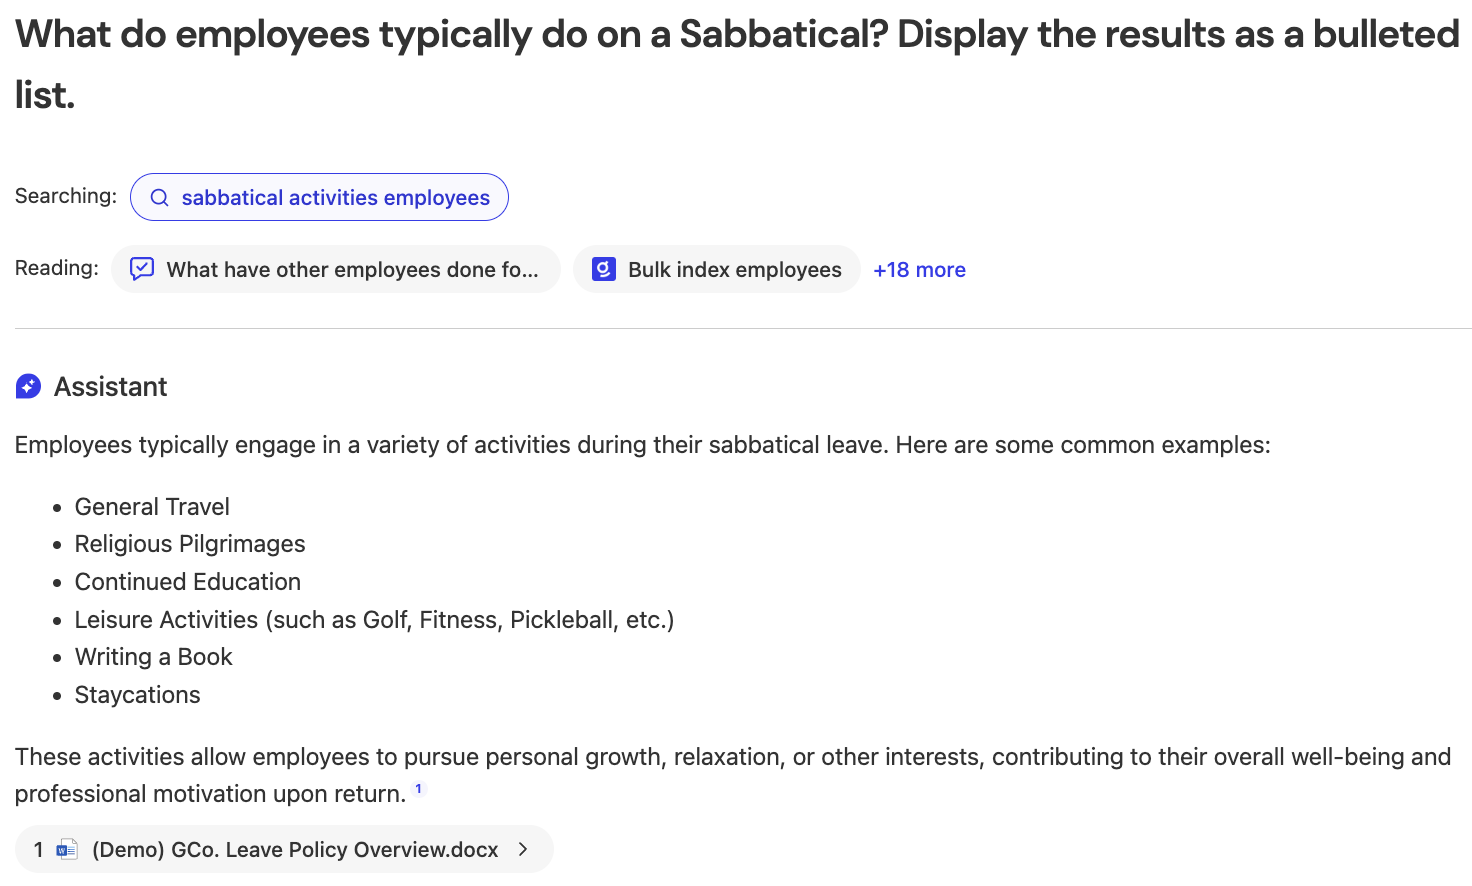 What do employees typically do on a Sabbatical? Display the results as a bulleted
list.
Searching: sabbatical activities employees
Reading: What have other employees done fo... Bulk index employees +18 more
Assistant
Employees typically engage in a variety of activities during their sabbatical leave. Here are some common examples:
• General Travel
• Religious Pilgrimages
• Continued Education
• Leisure Activities (such as Golf, Fitness, Pickleball, etc.)
• Writing a Book
• Staycations
These activities allow employees to pursue personal growth, relaxation, or other interests, contributing to their overall well-being and
professional motivation upon return. 1
1 (Demo) GCo. Leave Policy Overview.docx